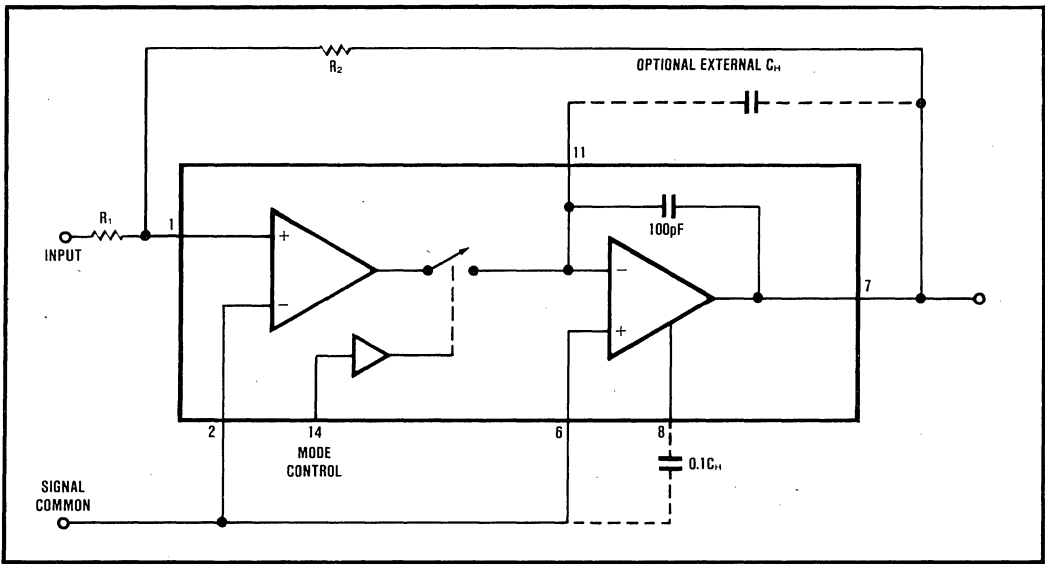 R₂
OPTIONAL EXTERNAL Cʜ
11
R₁
1
INPUT
+
−
100pF
−
+
7
2
14
6
8
MODE
CONTROL
0.1Cʜ
SIGNAL
COMMON